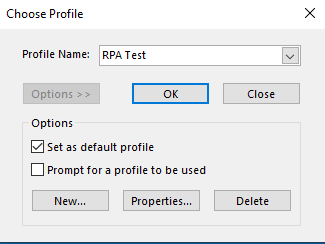 Choose Profile
Profile Name: RPA Test
Options >> OK Close
Options
Set as default profile
Prompt for a profile to be used
New... Properties... Delete